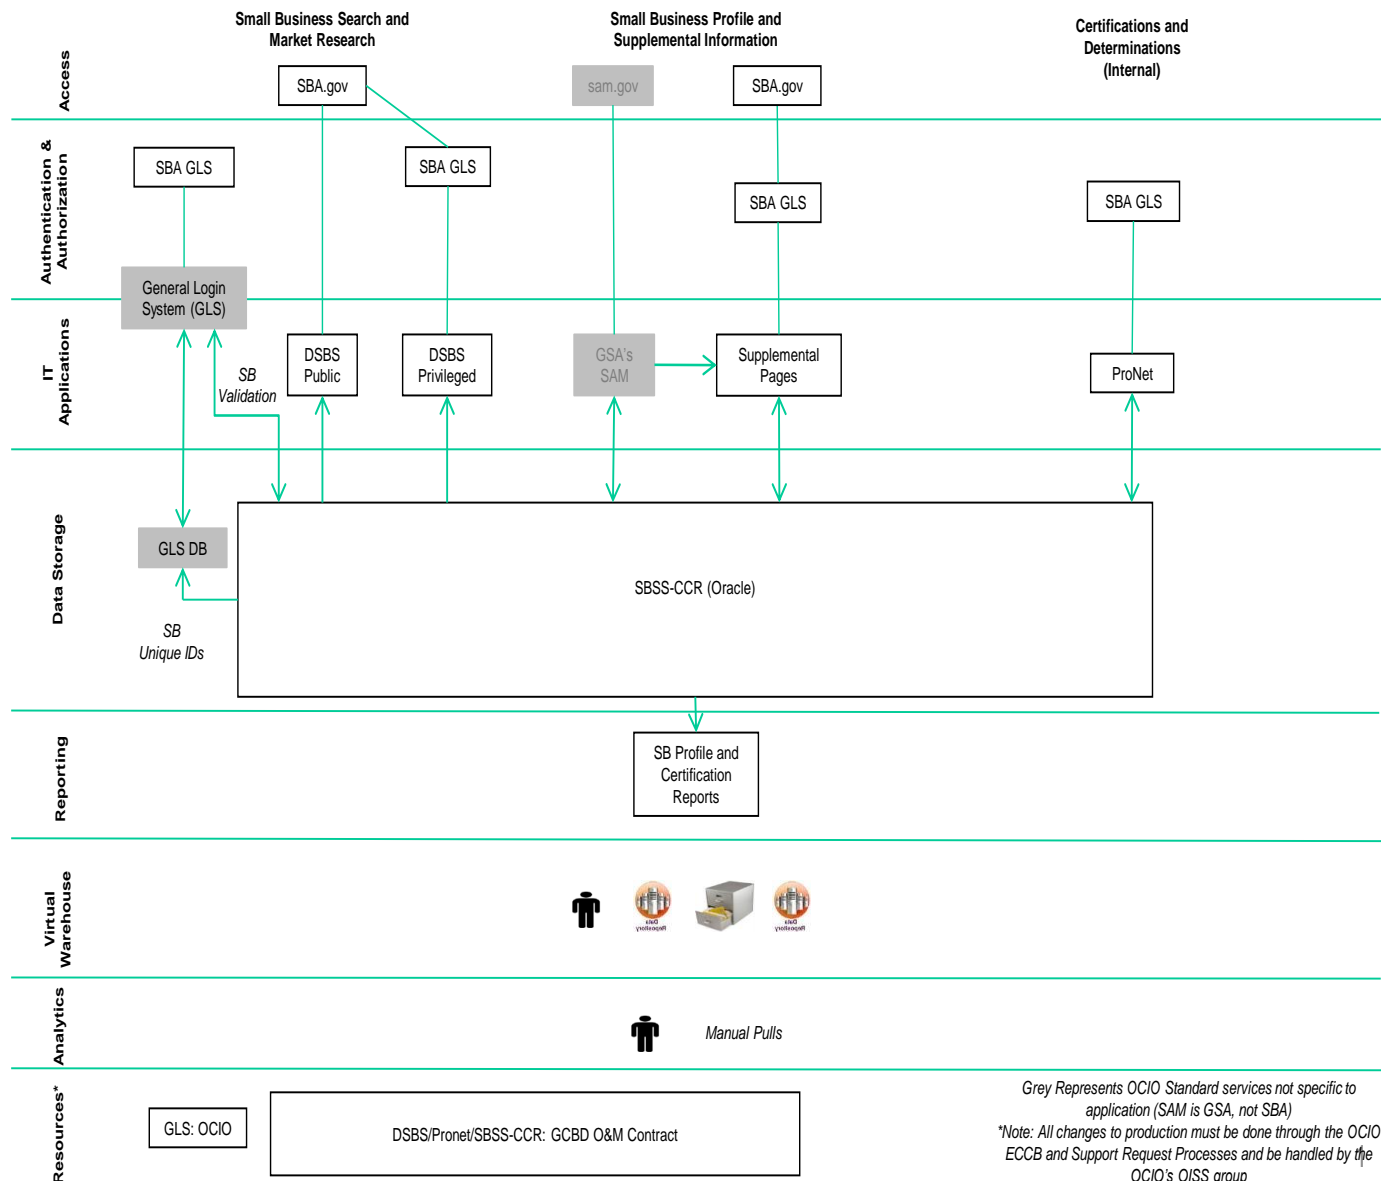 Small Business Search and
Market Research
Small Business Profile and
Supplemental Information
Certifications and
Determinations
(Internal)
Access
SBA.gov
sam.gov
SBA.gov
Authentication &
Authorization
SBA GLS
SBA GLS
SBA GLS
SBA GLS
General Login
System (GLS)
IT
Applications
SB
Validation
DSBS
Public
DSBS
Privileged
GSA's
SAM
Supplemental
Pages
ProNet
Data Storage
GLS DB
SB
Unique IDs
SBSS-CCR (Oracle)
Reporting
SB Profile and
Certification
Reports
Virtual
Warehouse
Data
Repository
Data
Repository
Analytics
Manual Pulls
Resources*
GLS: OCIO
DSBS/Pronet/SBSS-CCR: GCBD O&M Contract
Grey Represents OCIO Standard services not specific to
application (SAM is GSA, not SBA)
*Note: All changes to production must be done through the OCIO
ECCB and Support Request Processes and be handled by the
OCIO's OISS group
1